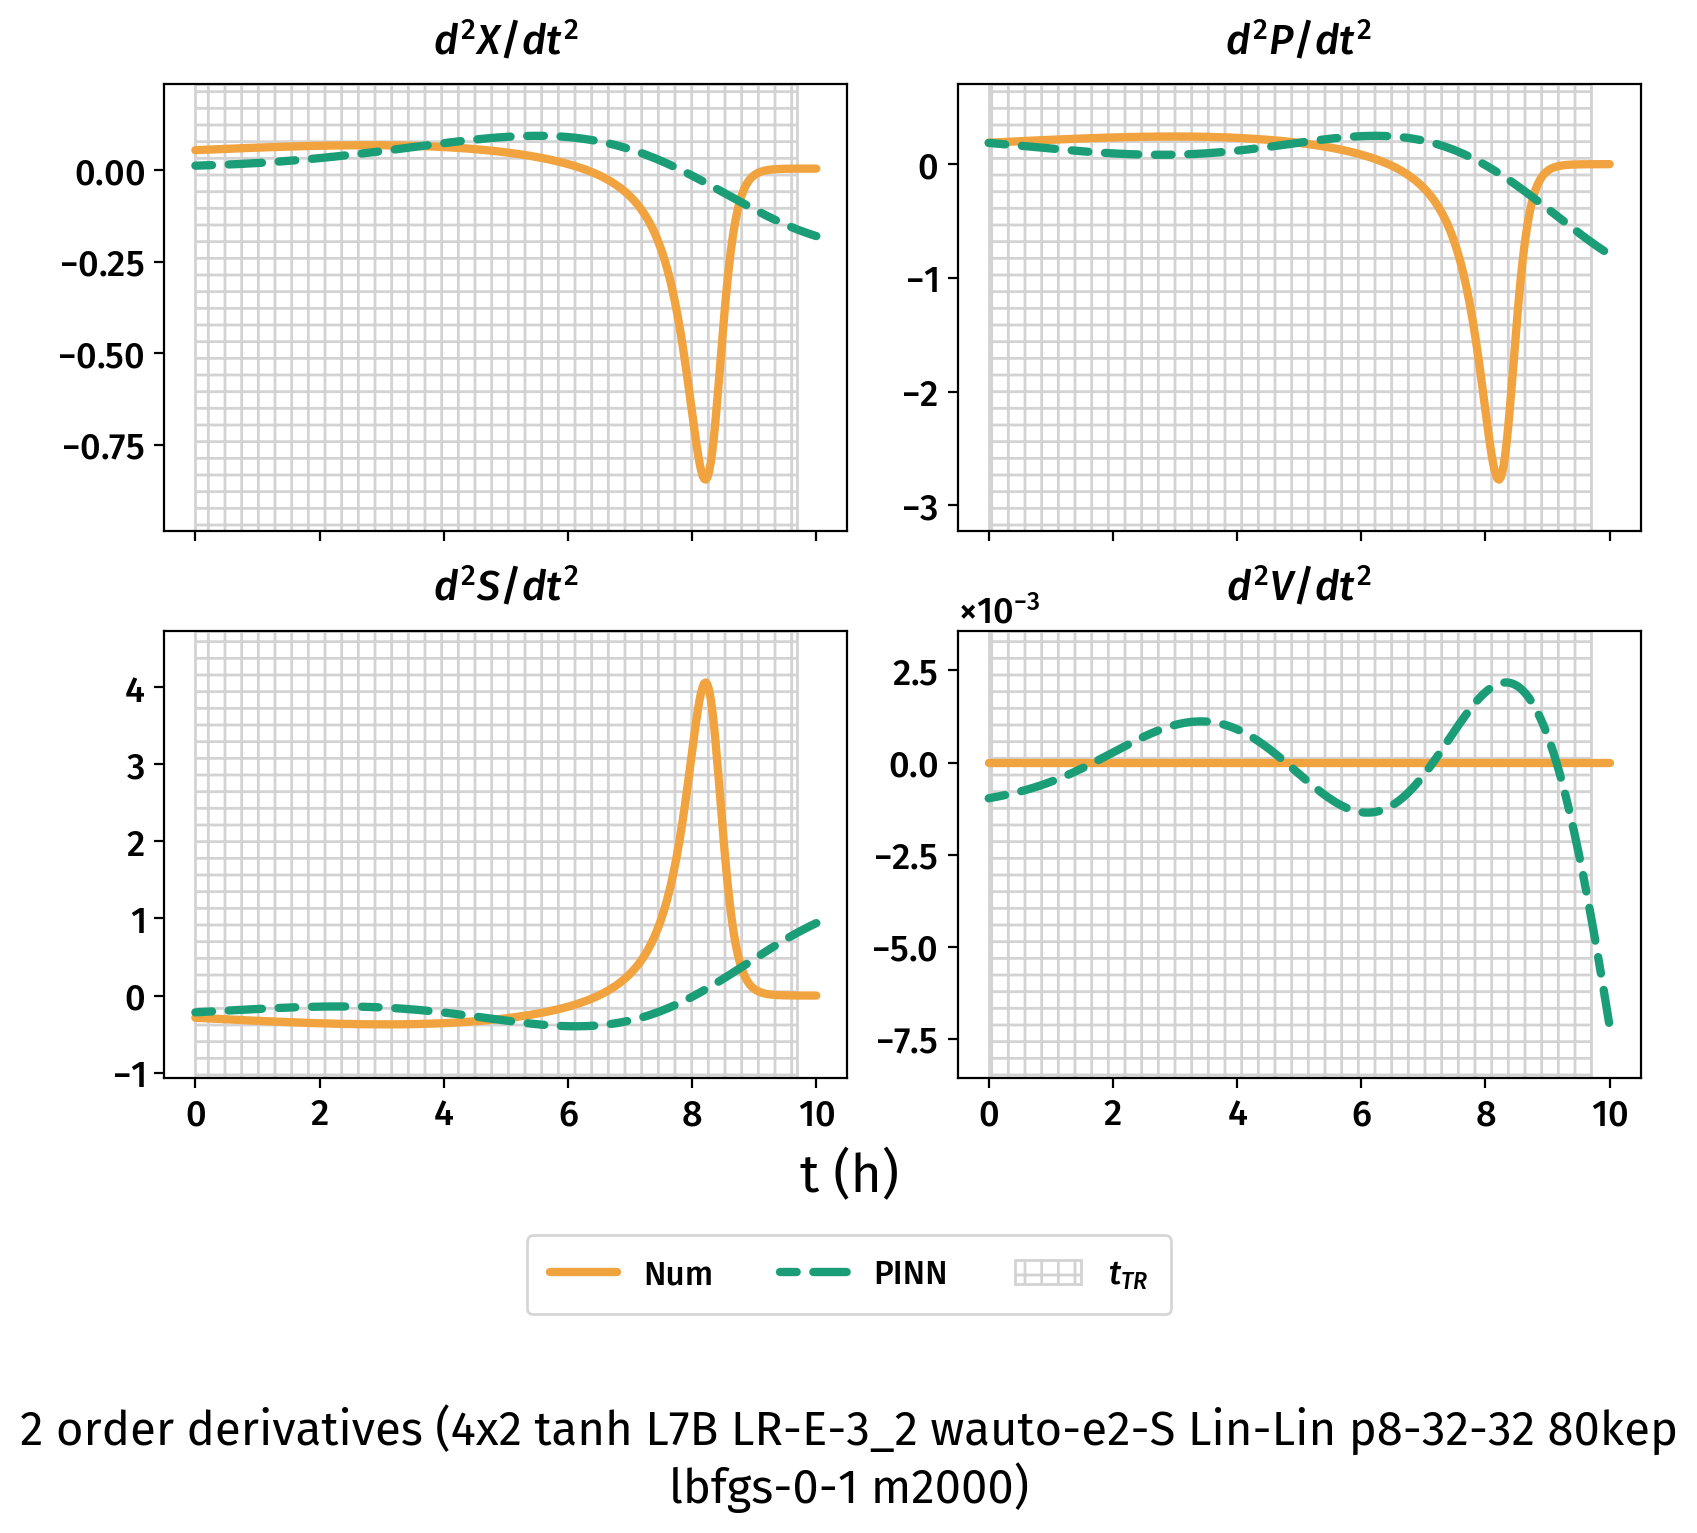 d²X/dt²
d²P/dt²
0.00
−0.25
−0.50
−0.75
0
−1
−2
−3
d²S/dt²
d²V/dt²
×10⁻³
4
3
2
1
0
−1
2.5
0.0
−2.5
−5.0
−7.5
0 2 4 6 8 10
0 2 4 6 8 10
t (h)
Num PINN t_TR
2 order derivatives (4x2 tanh L7B LR-E-3_2 wauto-e2-S Lin-Lin p8-32-32 80kep
lbfgs-0-1 m2000)